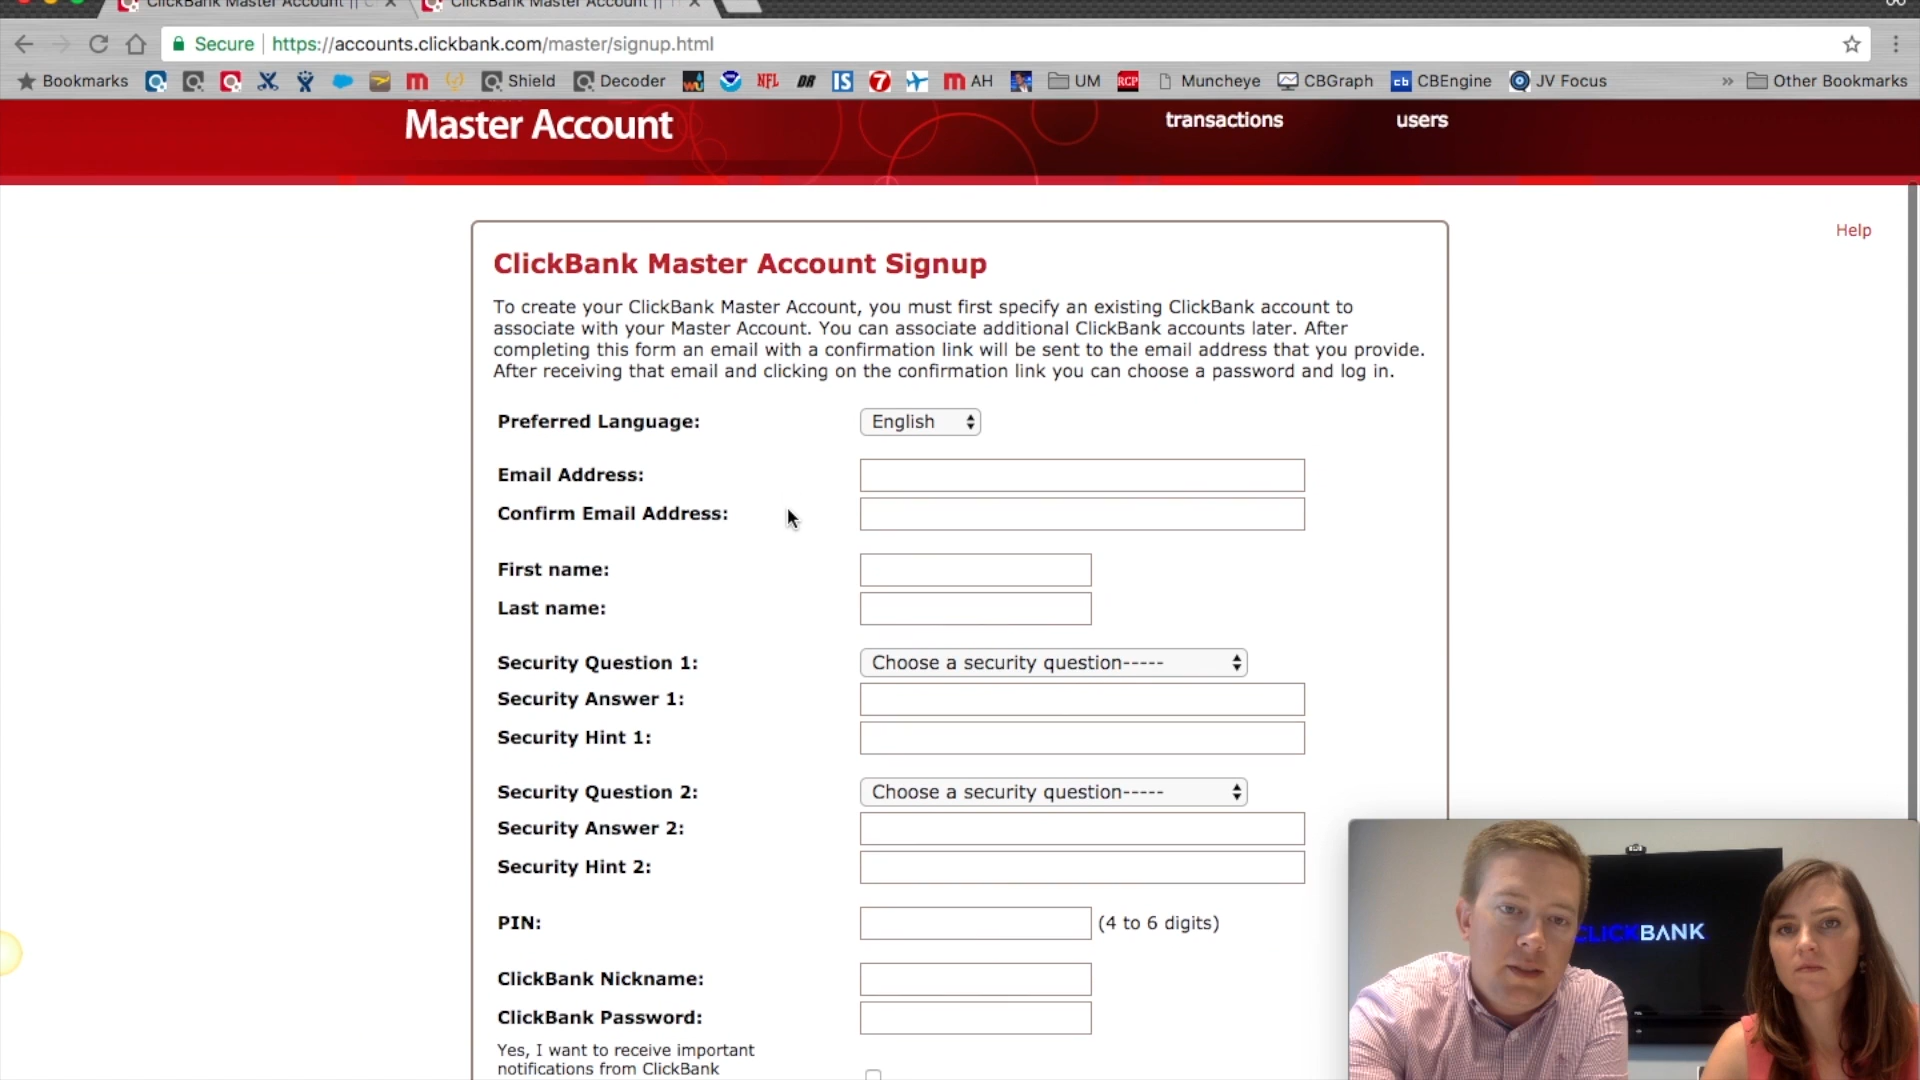 ClickBank Master Account
ClickBank Master Account
Secure https://accounts.clickbank.com/master/signup.html
Bookmarks Shield Decoder NFL DR IS 7 AH UM RCP Muncheye CBGraph cb CBEngine JV Focus » Other Bookmarks
Master Account transactions users
Help
ClickBank Master Account Signup
To create your ClickBank Master Account, you must first specify an existing ClickBank account to
associate with your Master Account. You can associate additional ClickBank accounts later. After
completing this form an email with a confirmation link will be sent to the email address that you provide.
After receiving that email and clicking on the confirmation link you can choose a password and log in.
Preferred Language: English
Email Address:
Confirm Email Address:
First name:
Last name:
Security Question 1: Choose a security question-----
Security Answer 1:
Security Hint 1:
Security Question 2: Choose a security question-----
Security Answer 2:
Security Hint 2:
PIN: (4 to 6 digits)
ClickBank Nickname:
ClickBank Password:
Yes, I want to receive important
notifications from ClickBank
CLICKBANK